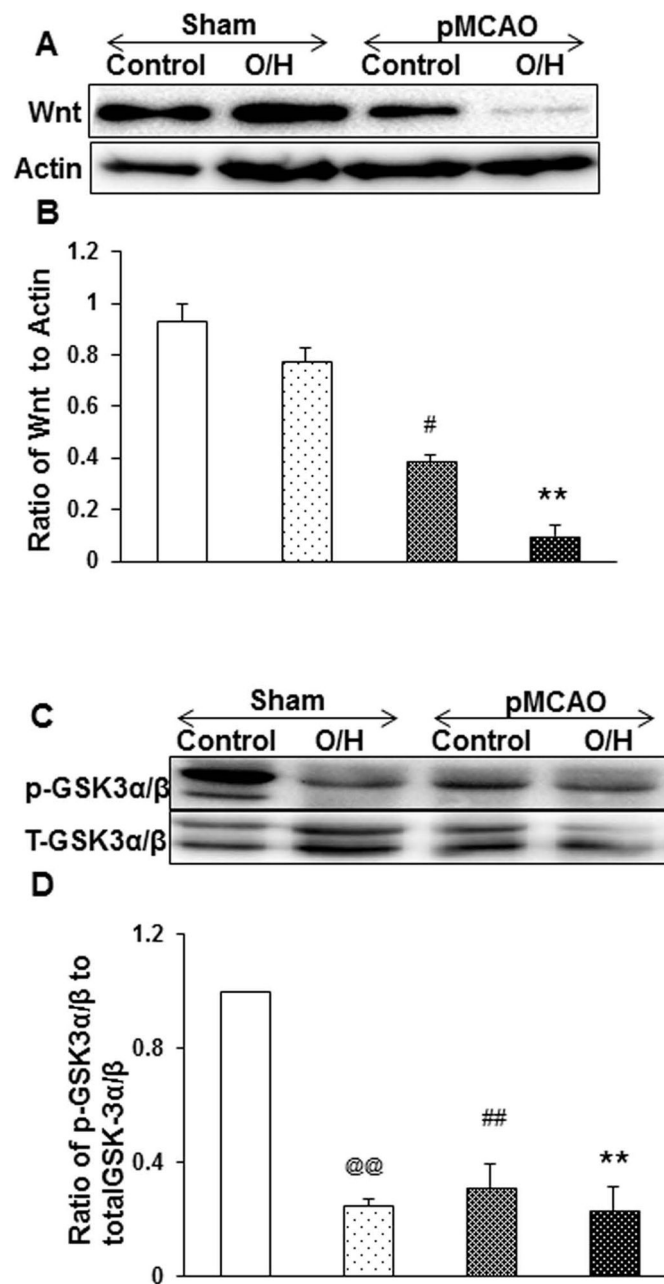 A
Sham
pMCAO
Control
O/H
Control
O/H
Wnt
Actin
B
Ratio of Wnt to Actin
1.2
1
0.8
0.6
0.4
0.2
0
#
**
C
Sham
pMCAO
Control
O/H
Control
O/H
p-GSK3α/β
T-GSK3α/β
D
Ratio of p-GSK3α/β to
totalGSK-3α/β
1.2
0.8
0.4
0
@@
##
**